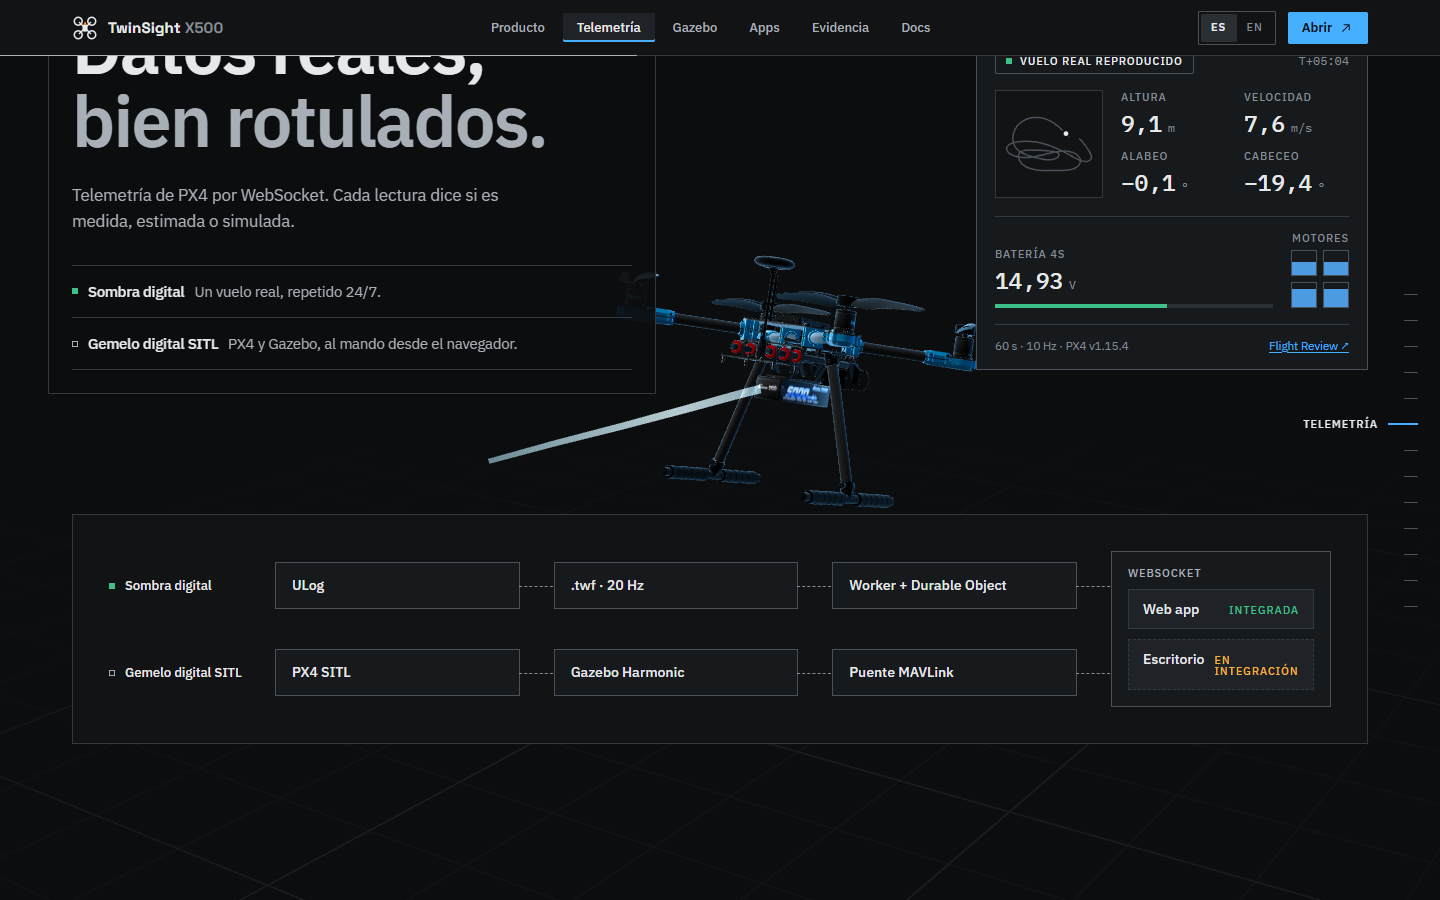 TwinSight X500
Producto
Telemetría
Gazebo
Apps
Evidencia
Docs
ES
EN
Abrir ↗
Datos reales,
bien rotulados.
Telemetría de PX4 por WebSocket. Cada lectura dice si es
medida, estimada o simulada.
Sombra digital Un vuelo real, repetido 24/7.
Gemelo digital SITL PX4 y Gazebo, al mando desde el navegador.
VUELO REAL REPRODUCIDO
T+05:04
ALTURA
9,1 m
VELOCIDAD
7,6 m/s
ALABEO
−0,1 °
CABECEO
−19,4 °
BATERÍA 4S
14,93 V
MOTORES
60 s · 10 Hz · PX4 v1.15.4
Flight Review ↗
5000
TELEMETRÍA
Sombra digital
ULog
.twf · 20 Hz
Worker + Durable Object
Gemelo digital SITL
PX4 SITL
Gazebo Harmonic
Puente MAVLink
WEBSOCKET
Web app INTEGRADA
Escritorio EN
INTEGRACIÓN